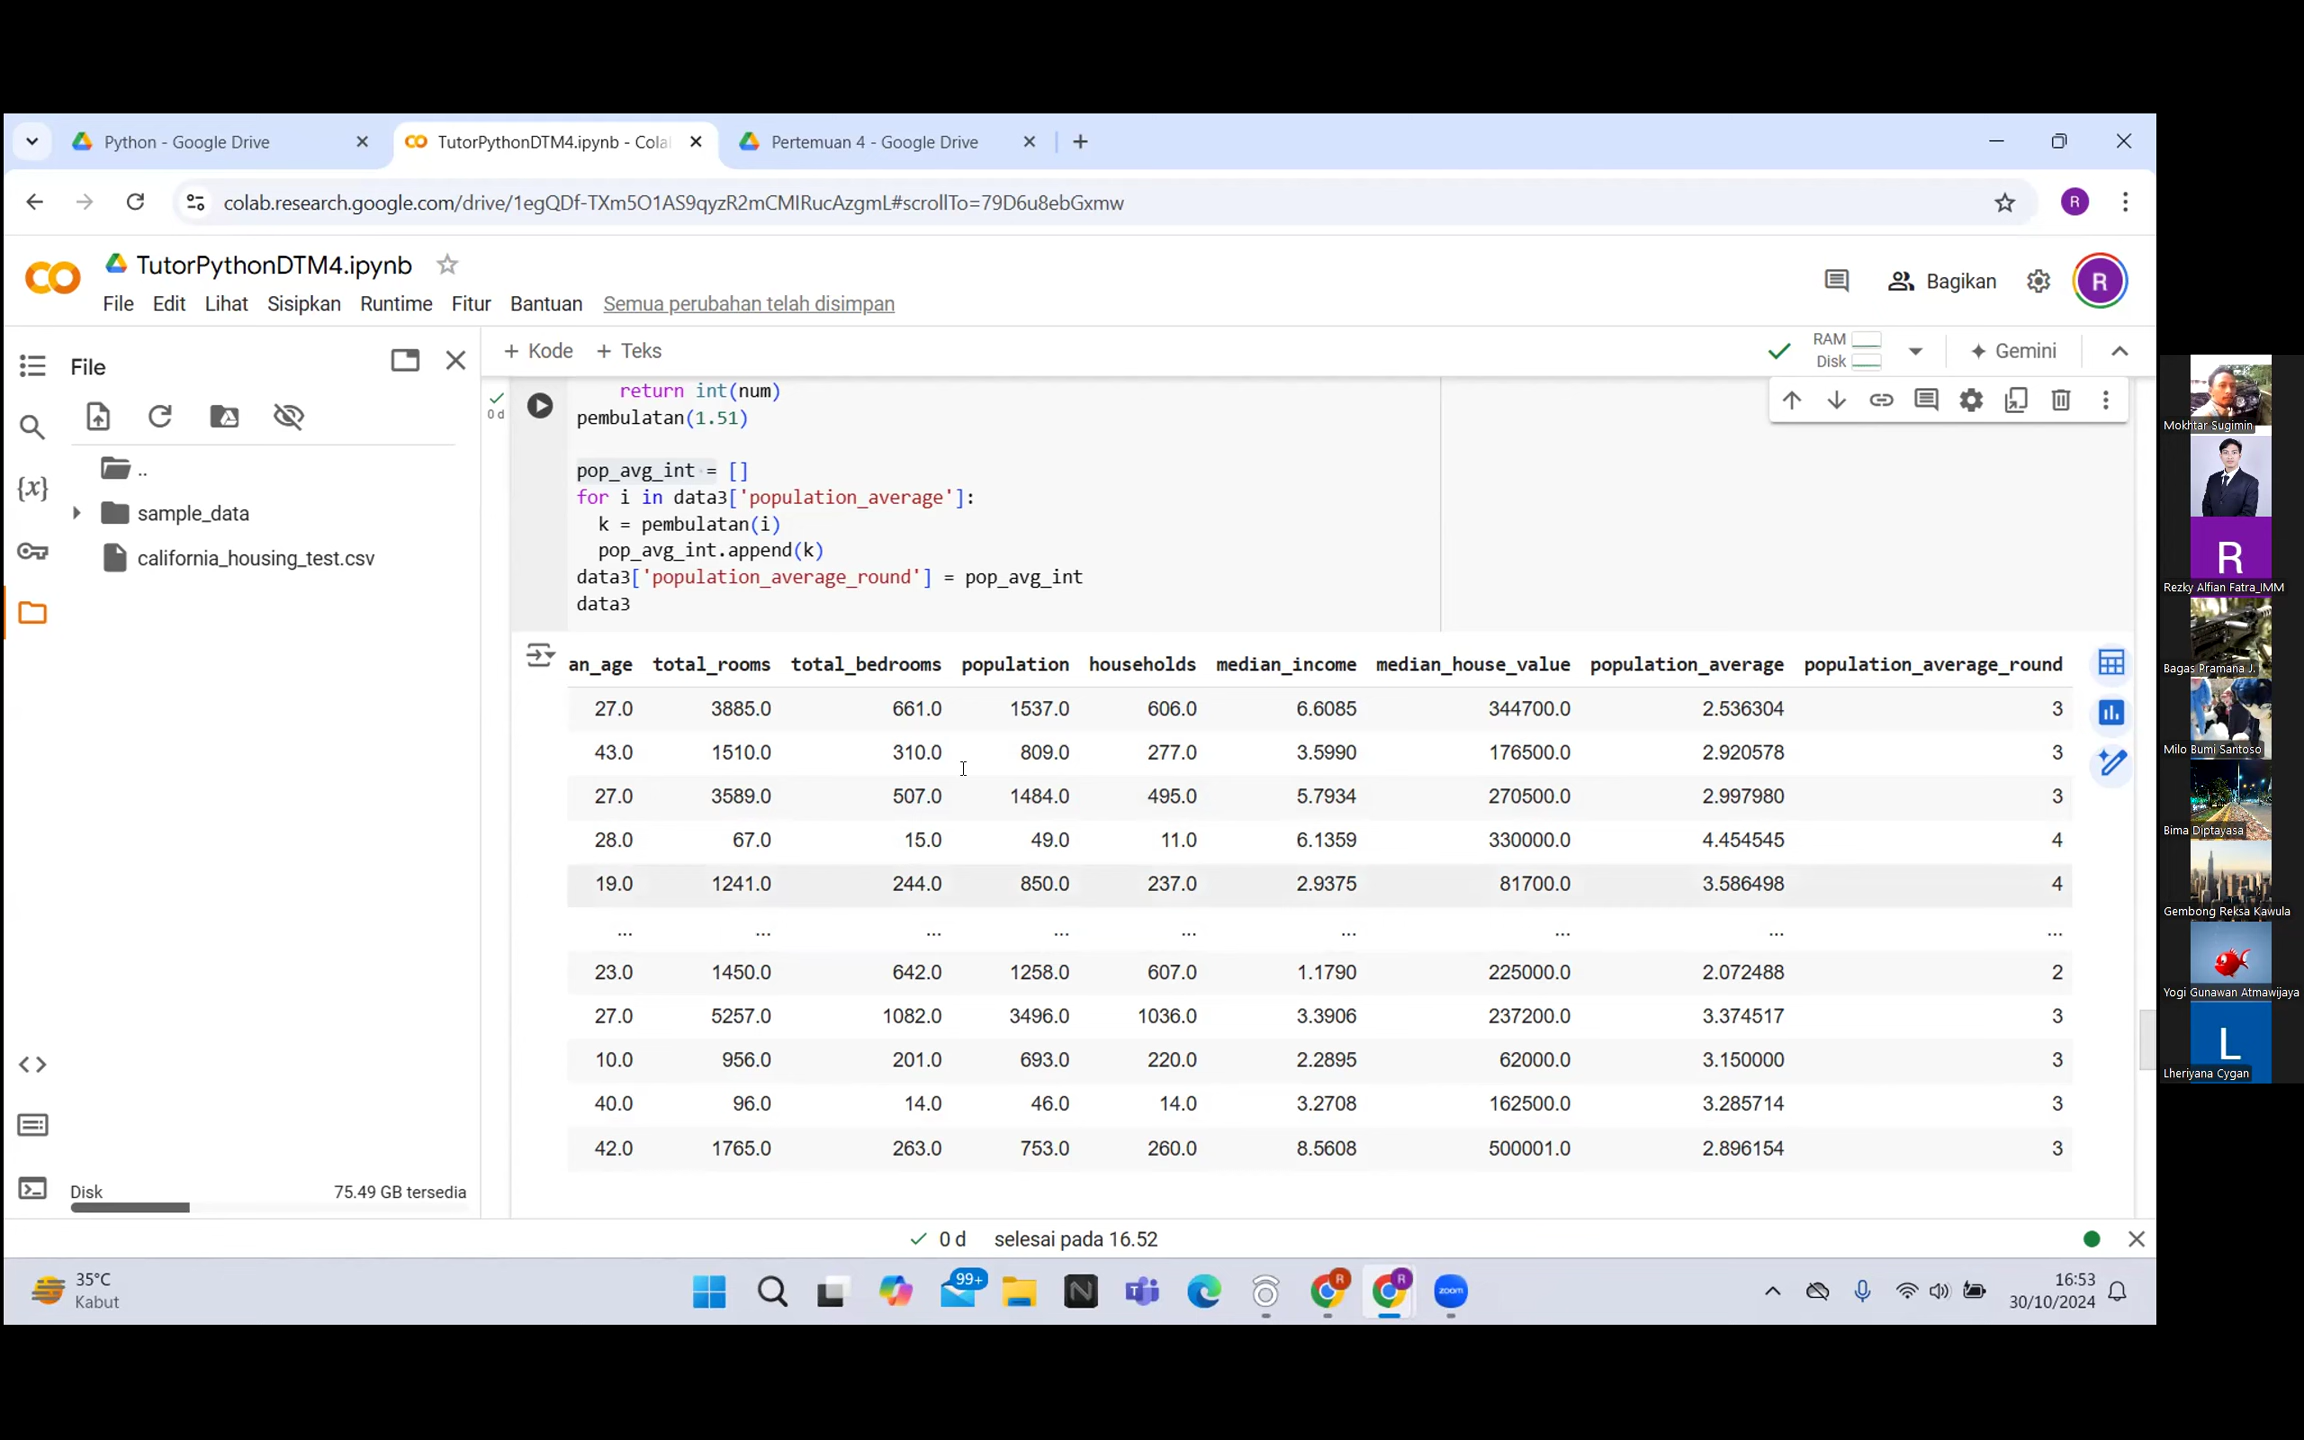 Python - Google Drive
TutorPythonDTM4.ipynb - Cola
Pertemuan 4 - Google Drive
colab.research.google.com/drive/1egQDf-TXm5O1AS9qyzR2mCMIRucAzgmL#scrollTo=79D6u8ebGxmw
R
TutorPythonDTM4.ipynb
File Edit Lihat Sisipkan Runtime Fitur Bantuan Semua perubahan telah disimpan
Bagikan
R
File
+ Kode + Teks
RAM
Disk
Gemini
..
sample_data
california_housing_test.csv
{x}
Disk 75.49 GB tersedia
0 d
return int(num)
pembulatan(1.51)
pop_avg_int = []
for i in data3['population_average']:
k = pembulatan(i)
pop_avg_int.append(k)
data3['population_average_round'] = pop_avg_int
data3
an_age total_rooms total_bedrooms population households median_income median_house_value population_average population_average_round
27.0 3885.0 661.0 1537.0 606.0 6.6085 344700.0 2.536304 3
43.0 1510.0 310.0 809.0 277.0 3.5990 176500.0 2.920578 3
27.0 3589.0 507.0 1484.0 495.0 5.7934 270500.0 2.997980 3
28.0 67.0 15.0 49.0 11.0 6.1359 330000.0 4.454545 4
19.0 1241.0 244.0 850.0 237.0 2.9375 81700.0 3.586498 4
... ... ... ... ... ... ... ... ...
23.0 1450.0 642.0 1258.0 607.0 1.1790 225000.0 2.072488 2
27.0 5257.0 1082.0 3496.0 1036.0 3.3906 237200.0 3.374517 3
10.0 956.0 201.0 693.0 220.0 2.2895 62000.0 3.150000 3
40.0 96.0 14.0 46.0 14.0 3.2708 162500.0 3.285714 3
42.0 1765.0 263.0 753.0 260.0 8.5608 500001.0 2.896154 3
0 d selesai pada 16.52
35°C
Kabut
99+
N
R
R
zoom
16:53
30/10/2024
Mokhtar Sugimin
R
Rezky Alfian Fatra_IMM
Bagas Pramana J.
Milo Bumi Santoso
Bima Diptayasa
Gembong Reksa Kawula
Yogi Gunawan Atmawijaya
L
Lheriyana Cygan